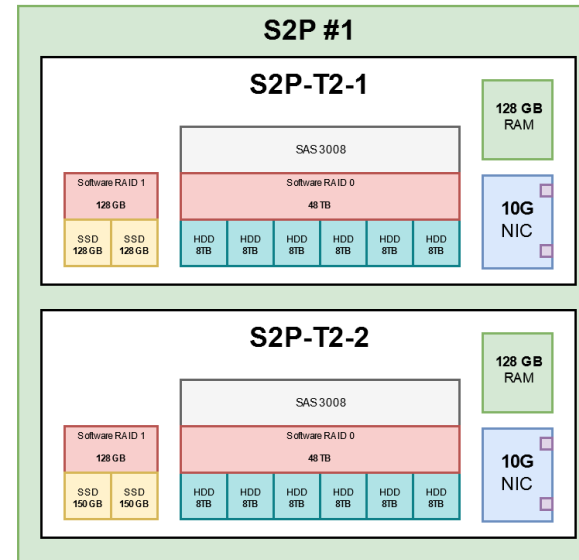 S2P #1
S2P-T2-1
128 GB
RAM
SAS 3008
Software RAID 1
128 GB
Software RAID 0
48 TB
10G
NIC
SSD
128 GB
SSD
128 GB
HDD
8TB
HDD
8TB
HDD
8TB
HDD
8TB
HDD
8TB
HDD
8TB
S2P-T2-2
128 GB
RAM
SAS 3008
Software RAID 1
128 GB
Software RAID 0
48 TB
10G
NIC
SSD
150 GB
SSD
150 GB
HDD
8TB
HDD
8TB
HDD
8TB
HDD
8TB
HDD
8TB
HDD
8TB